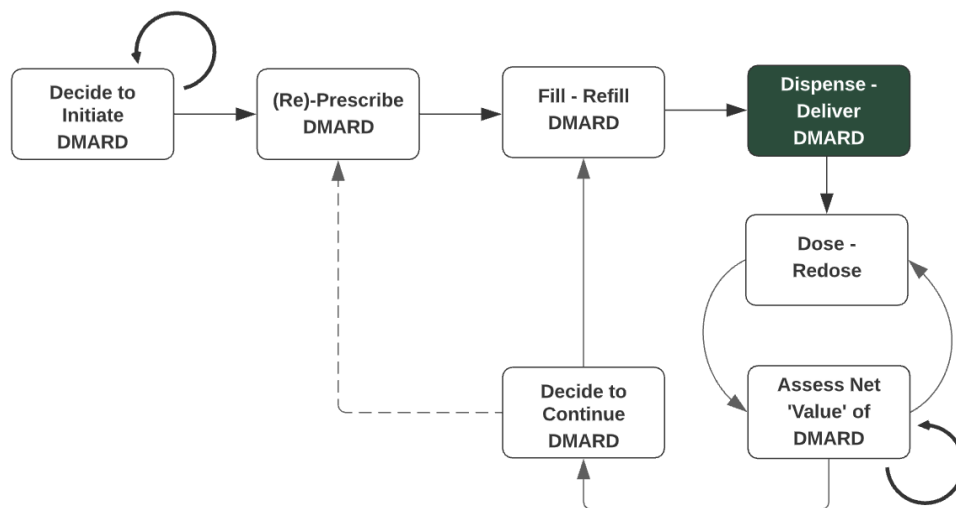 Decide to
Initiate
DMARD
(Re)-Prescribe
DMARD
Fill - Refill
DMARD
Dispense -
Deliver
DMARD
Dose -
Redose
Decide to
Continue
DMARD
Assess Net
'Value' of
DMARD